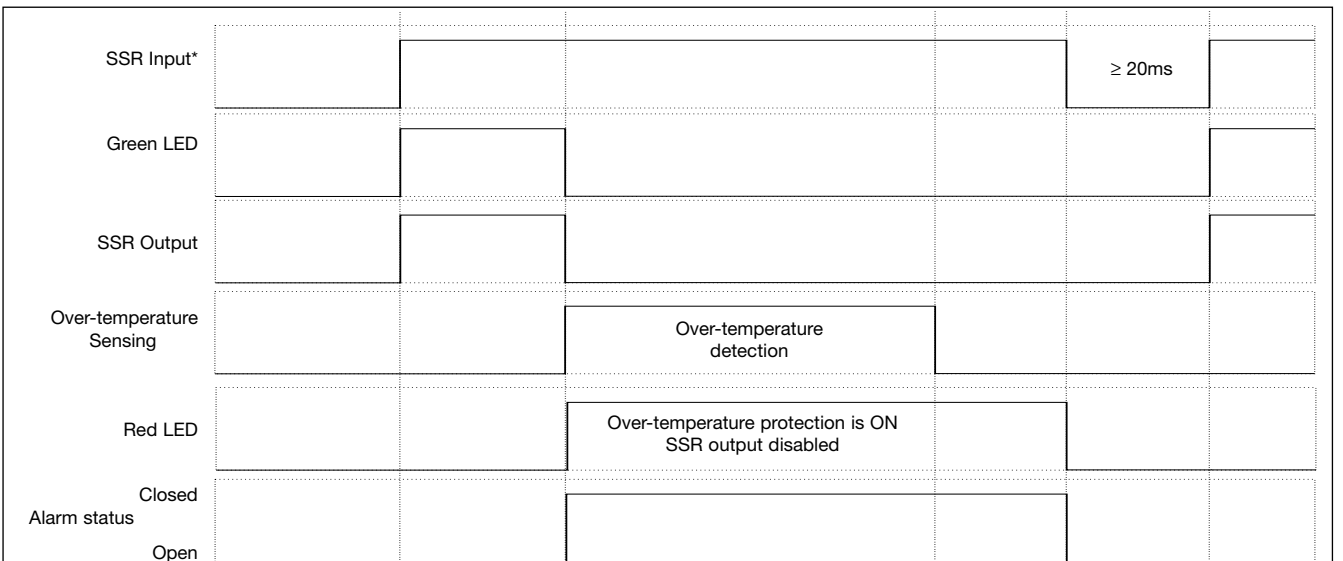 SSR Input*
≥ 20ms
Green LED
SSR Output
Over-temperature
Sensing
Over-temperature
detection
Red LED
Over-temperature protection is ON
SSR output disabled
Closed
Alarm status
Open